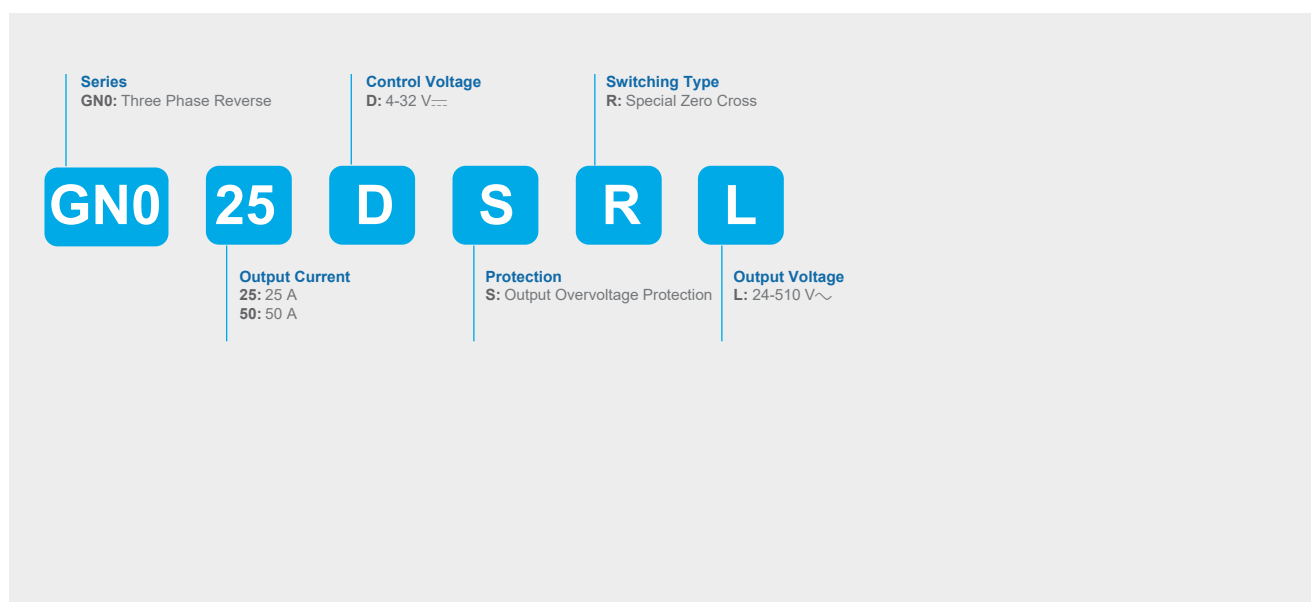 Series
GN0: Three Phase Reverse
Control Voltage
D: 4-32 V⎓
Switching Type
R: Special Zero Cross
GN0 25 D S R L
Output Current
25: 25 A
50: 50 A
Protection
S: Output Overvoltage Protection
Output Voltage
L: 24-510 V~